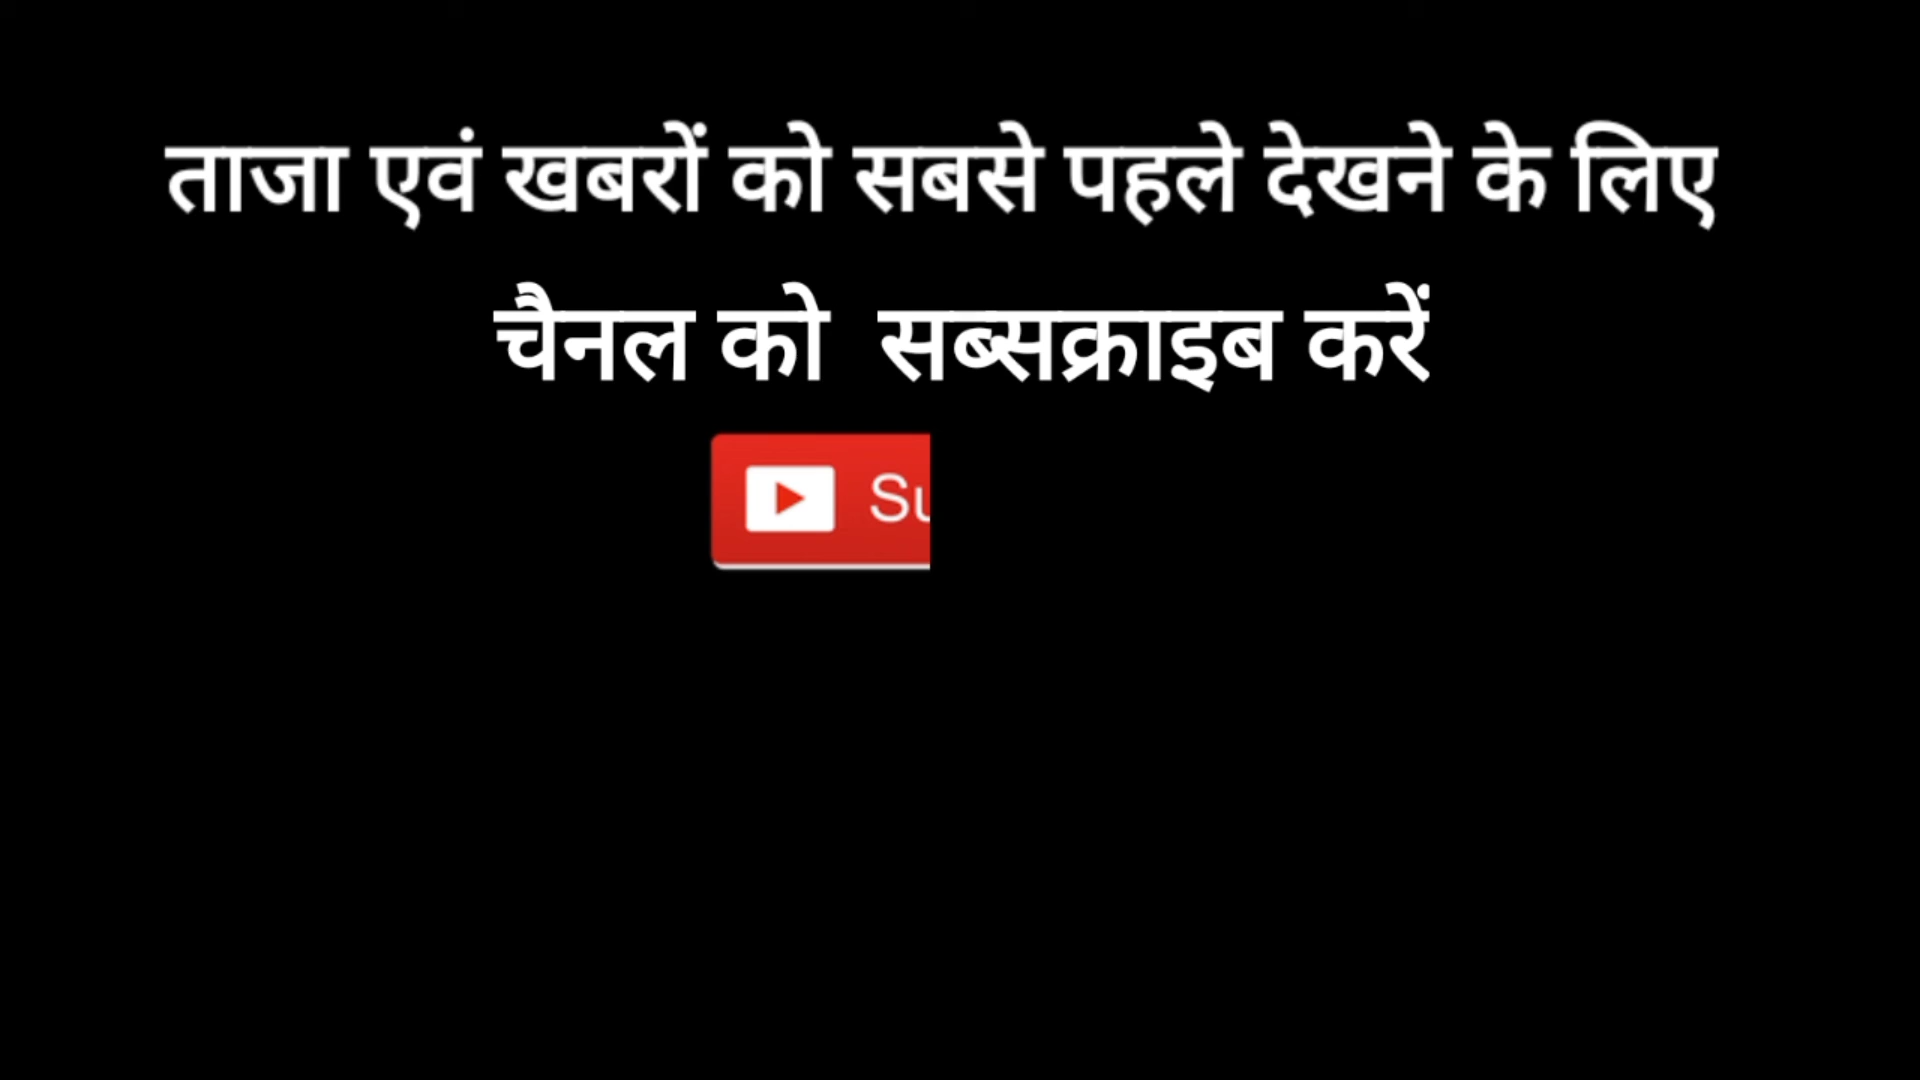 ताजा एवं खबरों को सबसे पहले देखने के लिए
चैनल को सब्सक्राइब करें
Su